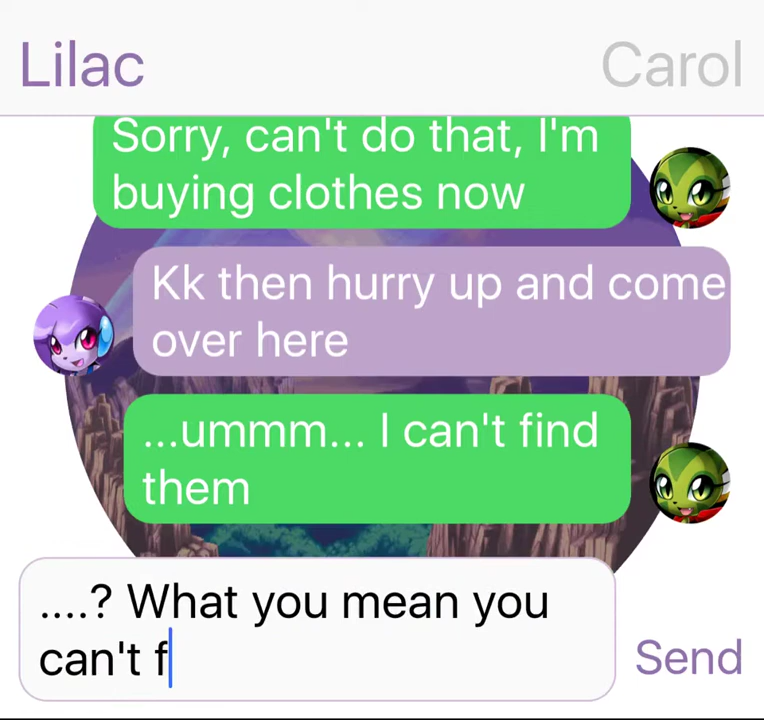 Lilac
Carol
Sorry, can't do that, I'm
buying clothes now
Kk then hurry up and come
over here
...ummm... I can't find
them
....? What you mean you
can't f
Send